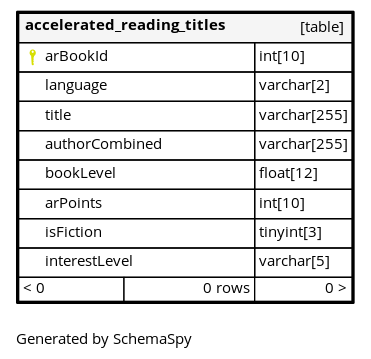 accelerated_reading_titles [table]
arBookId int[10]
language varchar[2]
title varchar[255]
authorCombined varchar[255]
bookLevel float[12]
arPoints int[10]
isFiction tinyint[3]
interestLevel varchar[5]
< 0 0 rows 0 >
Generated by SchemaSpy